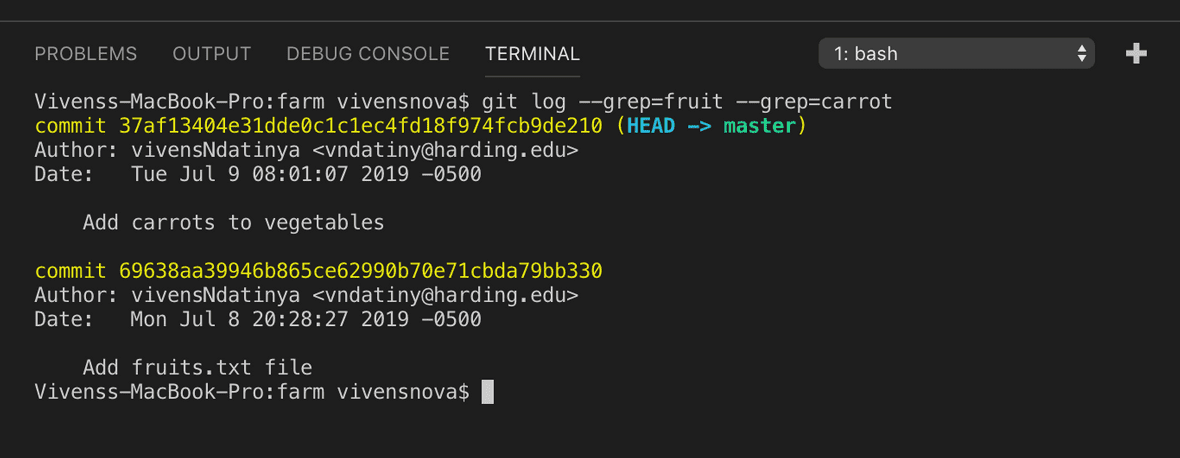 PROBLEMS OUTPUT DEBUG CONSOLE TERMINAL 1: bash
Vivenss-MacBook-Pro:farm vivensnova$ git log --grep=fruit --grep=carrot
commit 37af13404e31dde0c1c1ec4fd18f974fcb9de210 (HEAD -> master)
Author: vivensNdatinya <vndatiny@harding.edu>
Date:   Tue Jul 9 08:01:07 2019 -0500
    Add carrots to vegetables
commit 69638aa39946b865ce62990b70e71cbda79bb330
Author: vivensNdatinya <vndatiny@harding.edu>
Date:   Mon Jul 8 20:28:27 2019 -0500
    Add fruits.txt file
Vivenss-MacBook-Pro:farm vivensnova$